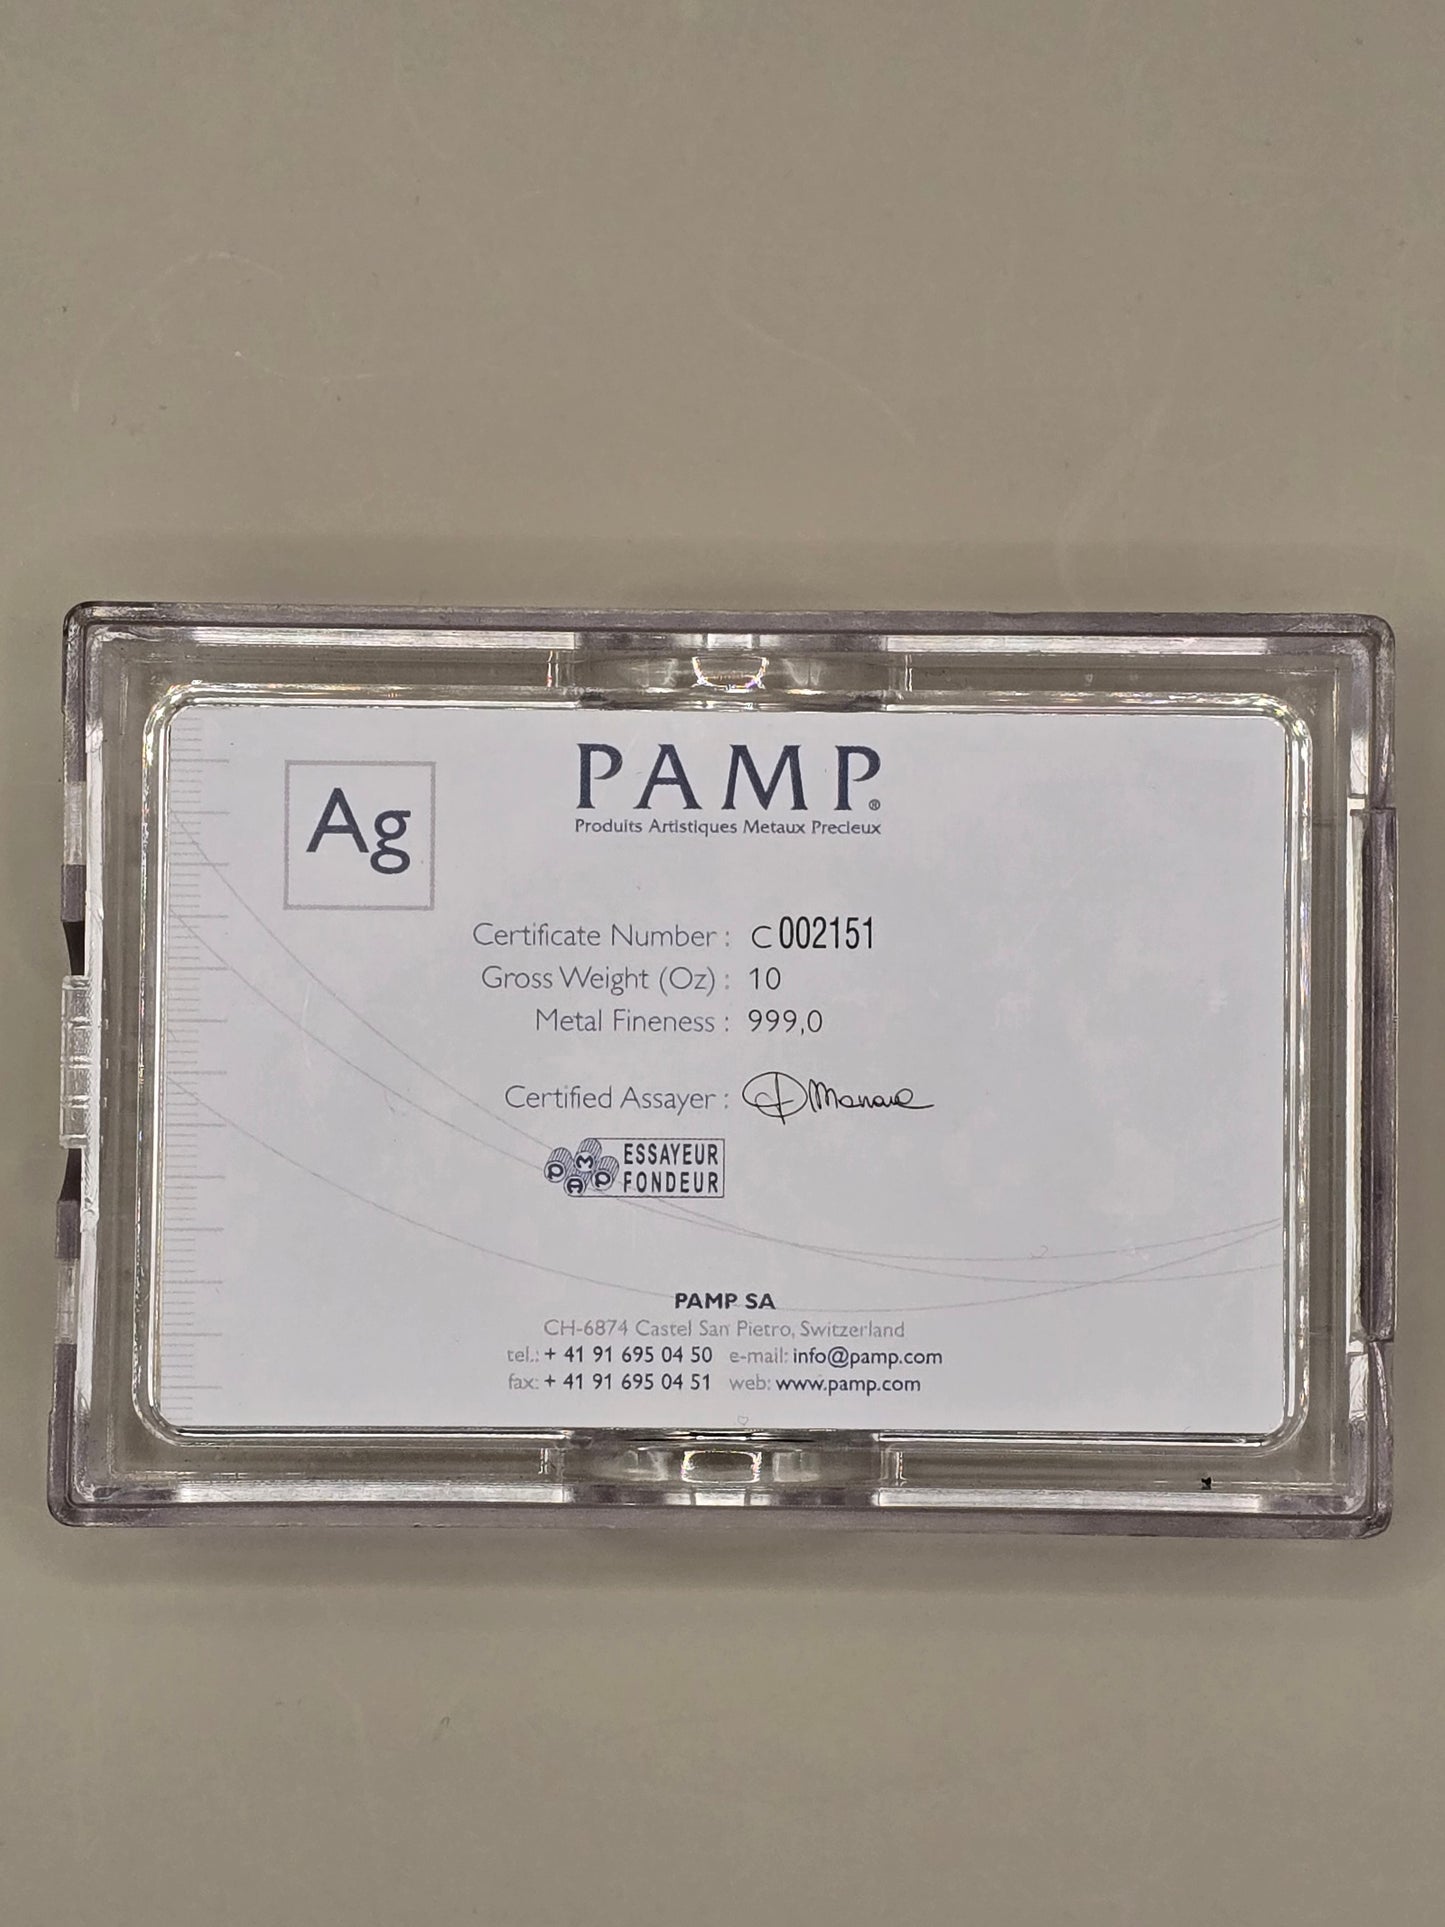 Ag
PAMP®
Produits Artistiques Metaux Precieux
Certificate Number : C 002151
Gross Weight (Oz) : 10
Metal Fineness : 999,0
Certified Assayer :
PAMP
ESSAYEUR
FONDEUR
PAMP SA
CH-6874 Castel San Pietro, Switzerland
tel.: + 41 91 695 04 50 e-mail: info@pamp.com
fax: + 41 91 695 04 51 web: www.pamp.com